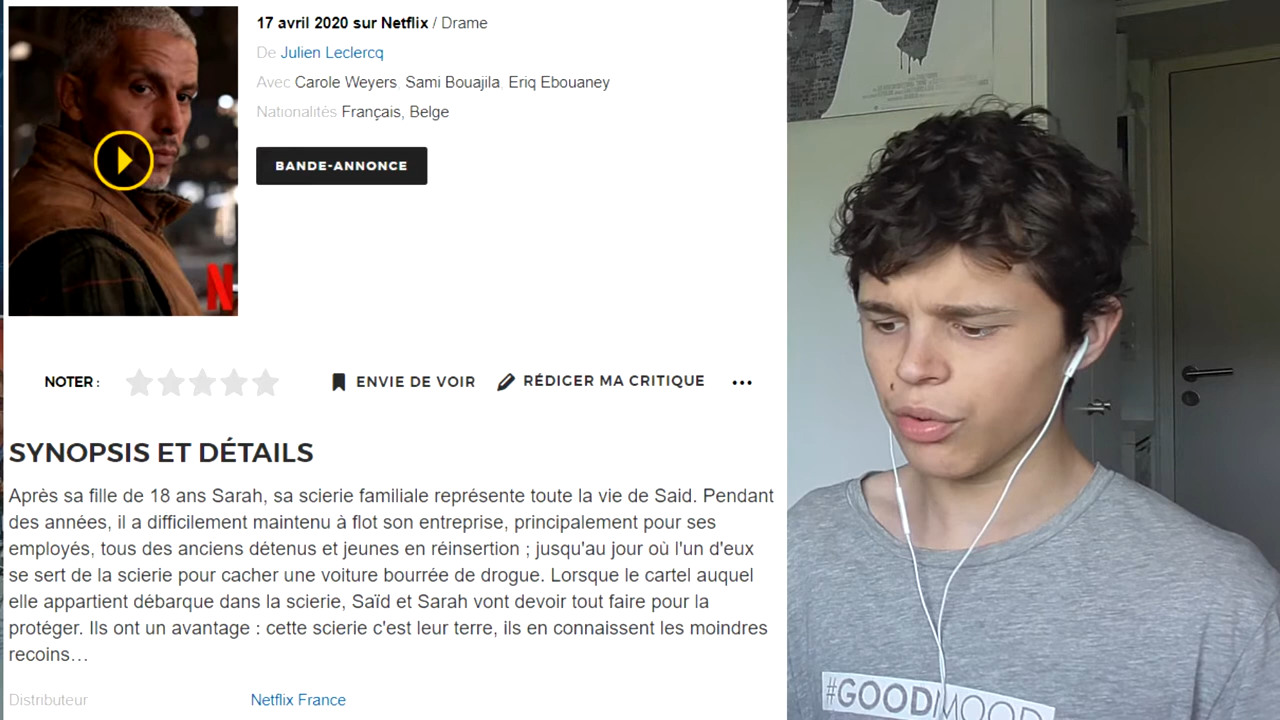 17 avril 2020 sur Netflix / Drame
De Julien Leclercq
Avec Carole Weyers, Sami Bouajila, Eriq Ebouaney
Nationalités Français, Belge
BANDE-ANNONCE
N
NOTER :
ENVIE DE VOIR
RÉDIGER MA CRITIQUE
SYNOPSIS ET DÉTAILS
Après sa fille de 18 ans Sarah, sa scierie familiale représente toute la vie de Said. Pendant
des années, il a difficilement maintenu à flot son entreprise, principalement pour ses
employés, tous des anciens détenus et jeunes en réinsertion ; jusqu'au jour où l'un d'eux
se sert de la scierie pour cacher une voiture bourrée de drogue. Lorsque le cartel auquel
elle appartient débarque dans la scierie, Saïd et Sarah vont devoir tout faire pour la
protéger. Ils ont un avantage : cette scierie c'est leur terre, ils en connaissent les moindres
recoins…
Distributeur Netflix France
#GOODMOOD